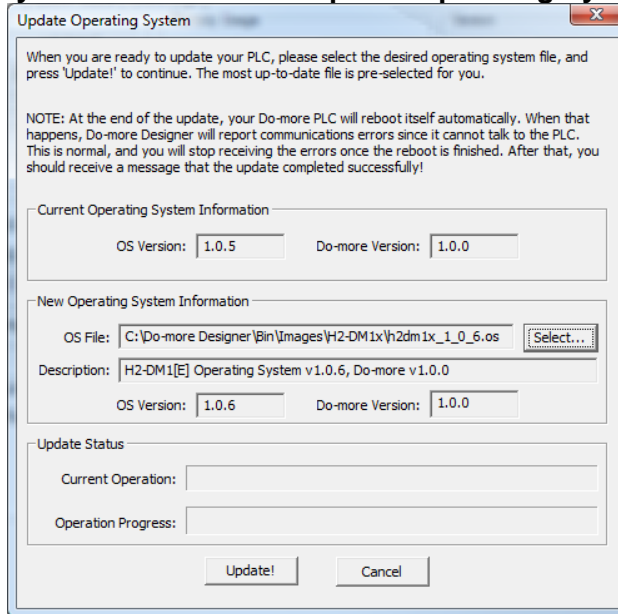 Update Operating System
When you are ready to update your PLC, please select the desired operating system file, and
press 'Update!' to continue. The most up-to-date file is pre-selected for you.
NOTE: At the end of the update, your Do-more PLC will reboot itself automatically. When that
happens, Do-more Designer will report communications errors since it cannot talk to the PLC.
This is normal, and you will stop receiving the errors once the reboot is finished. After that, you
should receive a message that the update completed successfully!
Current Operating System Information
OS Version: 1.0.5 Do-more Version: 1.0.0
New Operating System Information
OS File: C:\Do-more Designer\Bin\Images\H2-DM1x\h2dm1x_1_0_6.os Select...
Description: H2-DM1[E] Operating System v1.0.6, Do-more v1.0.0
OS Version: 1.0.6 Do-more Version: 1.0.0
Update Status
Current Operation:
Operation Progress:
Update! Cancel